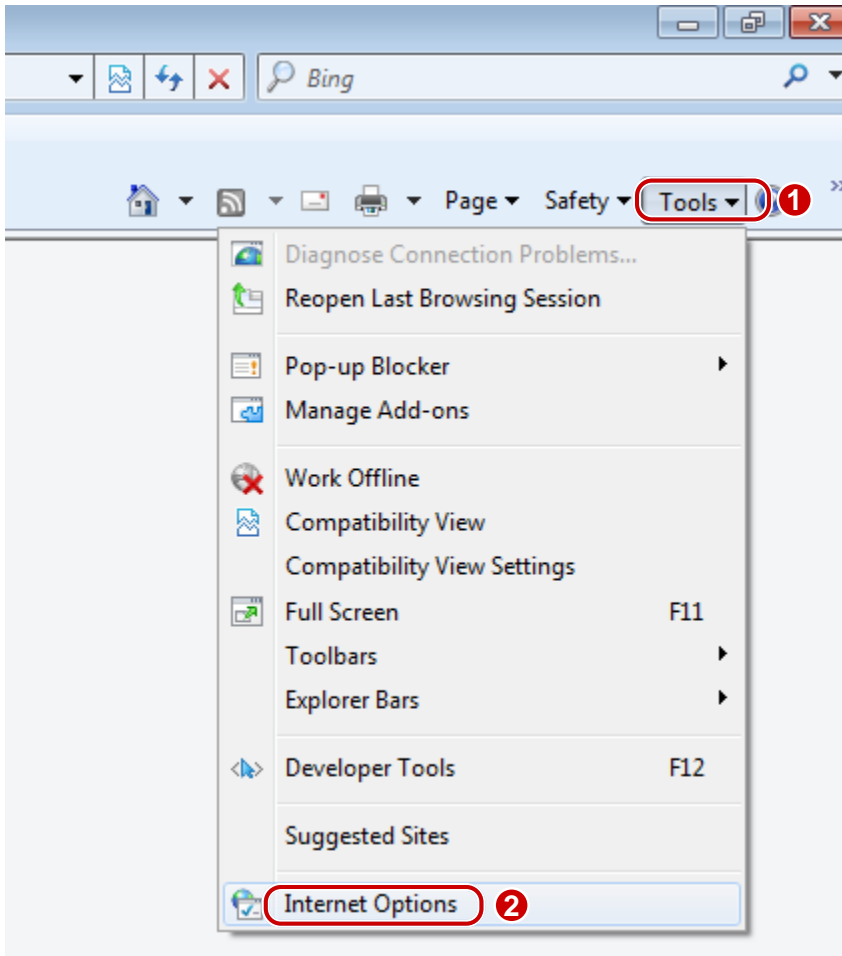 Bing
Page Safety Tools 1
Diagnose Connection Problems...
Reopen Last Browsing Session
Pop-up Blocker
Manage Add-ons
Work Offline
Compatibility View
Compatibility View Settings
Full Screen F11
Toolbars
Explorer Bars
Developer Tools F12
Suggested Sites
Internet Options 2